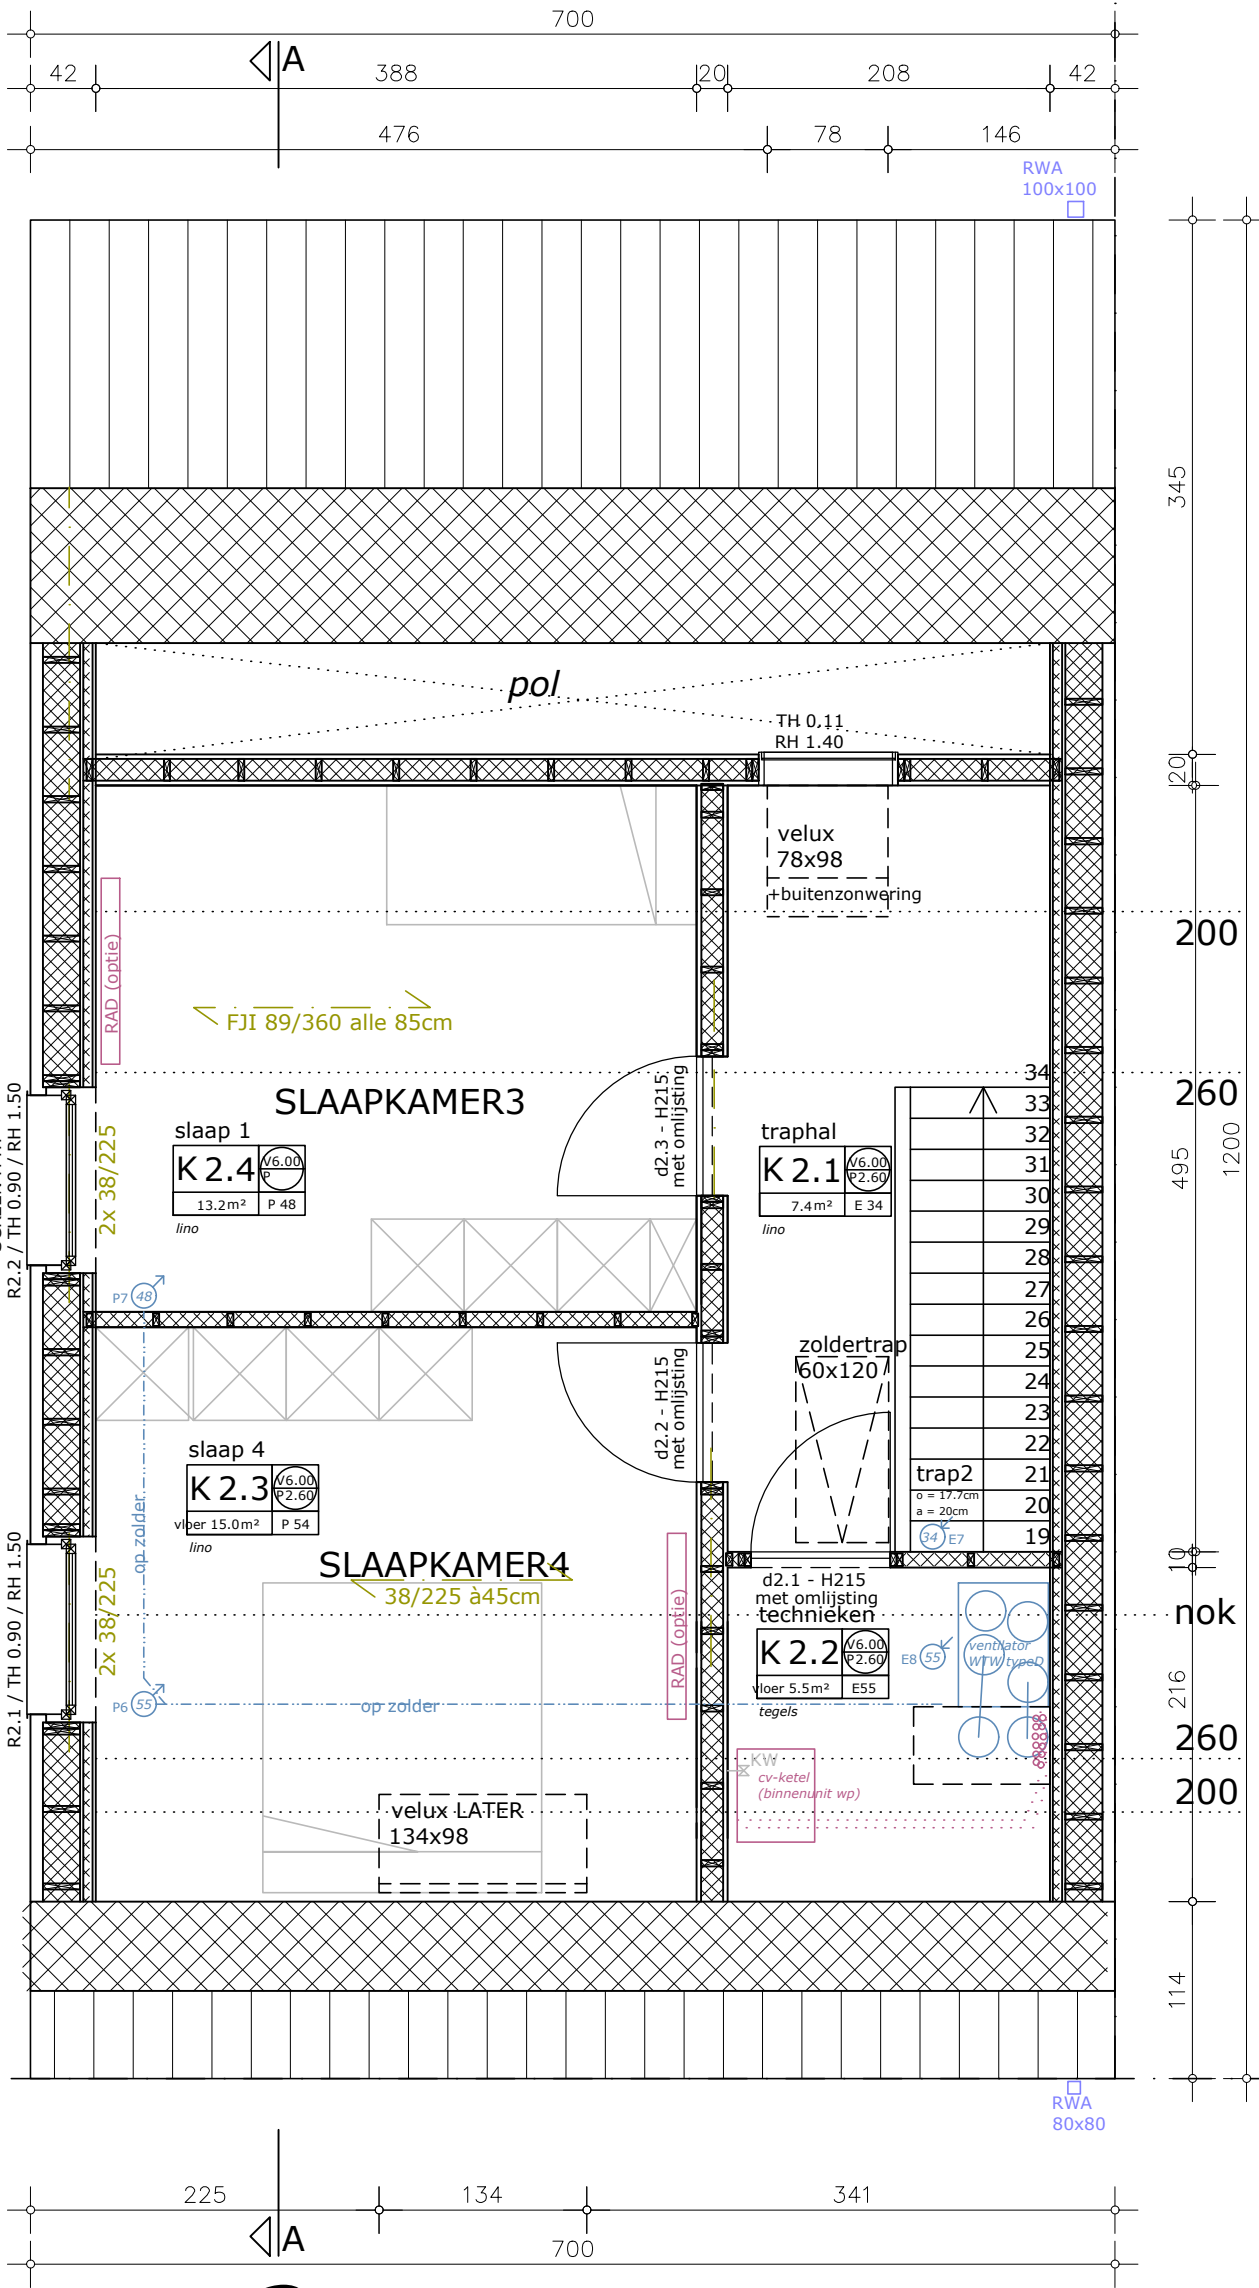 700
A
42
388
20
208
42
476
78
146
RWA
100x100
345
pol
TH 0.11
RH 1.40
20
velux
78x98
+buitenzonwering
200
RAD (optie)
FJI 89/360 alle 85cm
SLAAPKAMER3
R2.2 / TH 0.90 / RH 1.50
2x 38/225
slaap 1
K 2.4
V6.00
P
13.2m²
P 48
lino
d2.3 - H215
met omlijsting
traphal
K 2.1
V6.00
P2.60
7.4m²
E 34
lino
34
33
32
31
30
29
28
27
26
25
24
23
22
21
20
19
260
495
1200
P7
48
zoldertrap
60x120
d2.2 - H215
met omlijsting
slaap 4
K 2.3
V6.00
P2.60
vloer 15.0m²
P 54
lino
op zolder
trap2
o = 17.7cm
a = 20cm
34
E7
10
R2.1 / TH 0.90 / RH 1.50
2x 38/225
SLAAPKAMER4
38/225 à45cm
RAD (optie)
d2.1 - H215
met omlijsting
technieken
K 2.2
V6.00
P2.60
vloer 5.5m²
E55
tegels
E8
55
ventilator
WTW typeD
nok
216
P6
55
op zolder
260
KW
cv-ketel
(binnenunit wp)
200
velux LATER
134x98
114
RWA
80x80
225
134
341
A
700